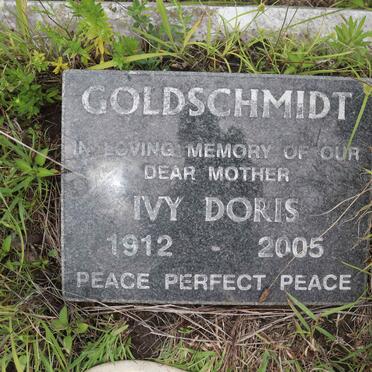 GOLDSCHMIDT
IN LOVING MEMORY OF OUR
DEAR MOTHER
IVY DORIS
1912 - 2005
PEACE PERFECT PEACE